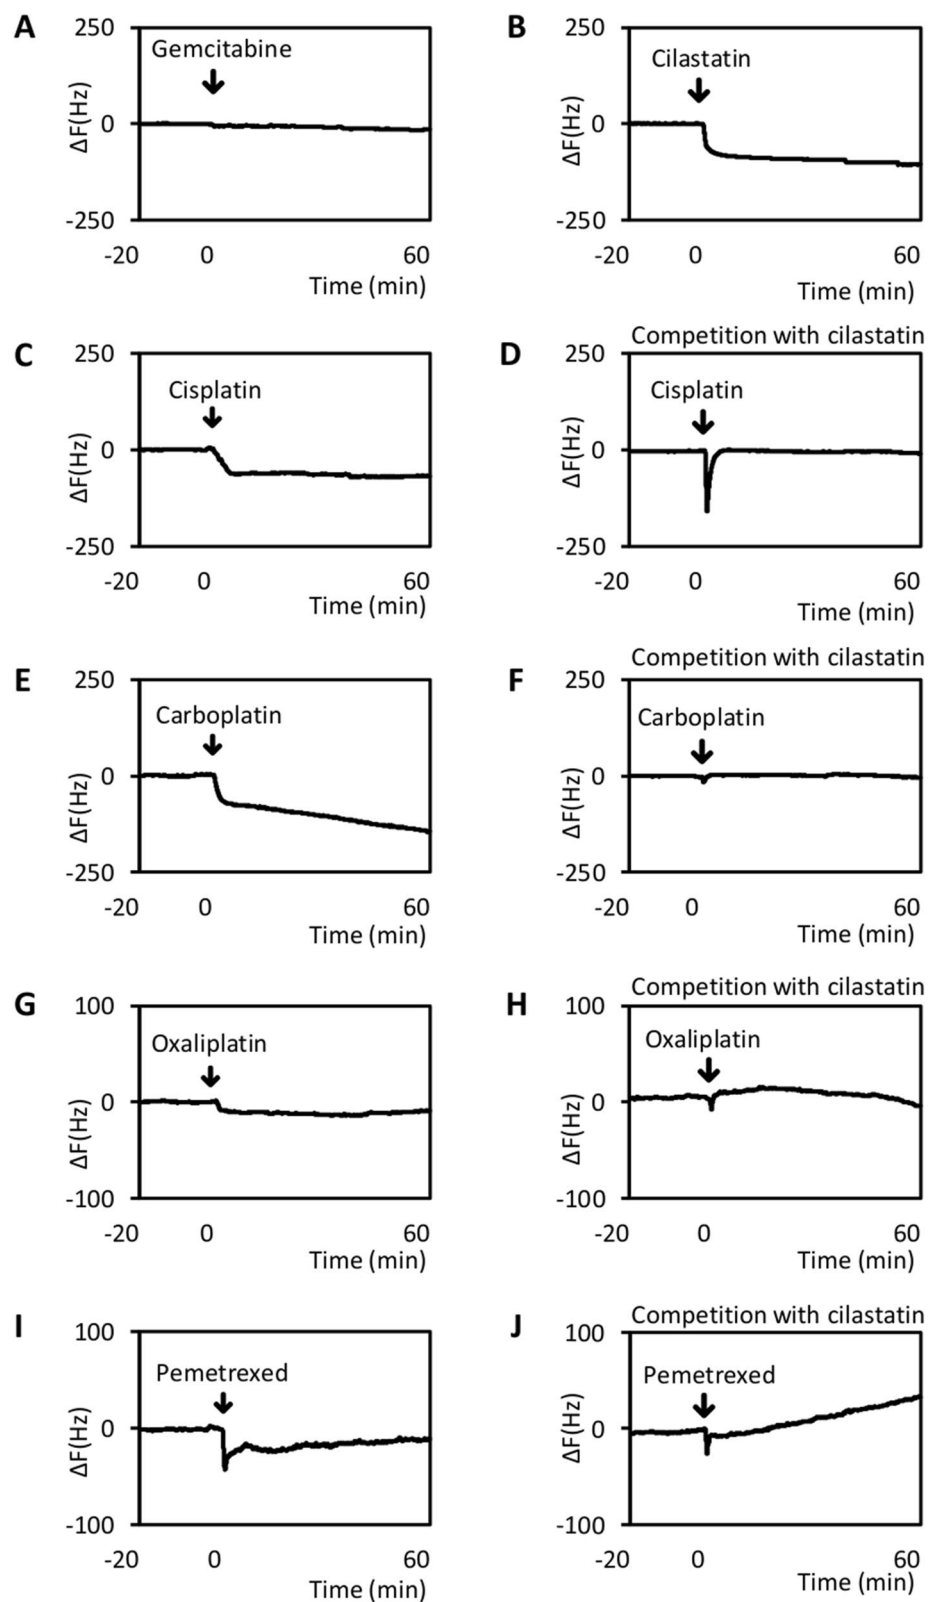 A
250
Gemcitabine
ΔF(Hz)
0
-250
-20
0
60
Time (min)
B
250
Cilastatin
ΔF(Hz)
0
-250
-20
0
60
Time (min)
C
250
Cisplatin
ΔF(Hz)
0
-250
-20
0
60
Time (min)
Competition with cilastatin
D
250
Cisplatin
ΔF(Hz)
0
-250
-20
0
60
Time (min)
E
250
Carboplatin
ΔF(Hz)
0
-250
-20
0
60
Time (min)
Competition with cilastatin
F
250
Carboplatin
ΔF(Hz)
0
-250
-20
0
60
Time (min)
G
100
Oxaliplatin
ΔF(Hz)
0
-100
-20
0
60
Time (min)
Competition with cilastatin
H
100
Oxaliplatin
ΔF(Hz)
0
-100
-20
0
60
Time (min)
I
100
Pemetrexed
ΔF(Hz)
0
-100
-20
0
60
Time (min)
Competition with cilastatin
J
100
Pemetrexed
ΔF(Hz)
0
-100
-20
0
60
Time (min)